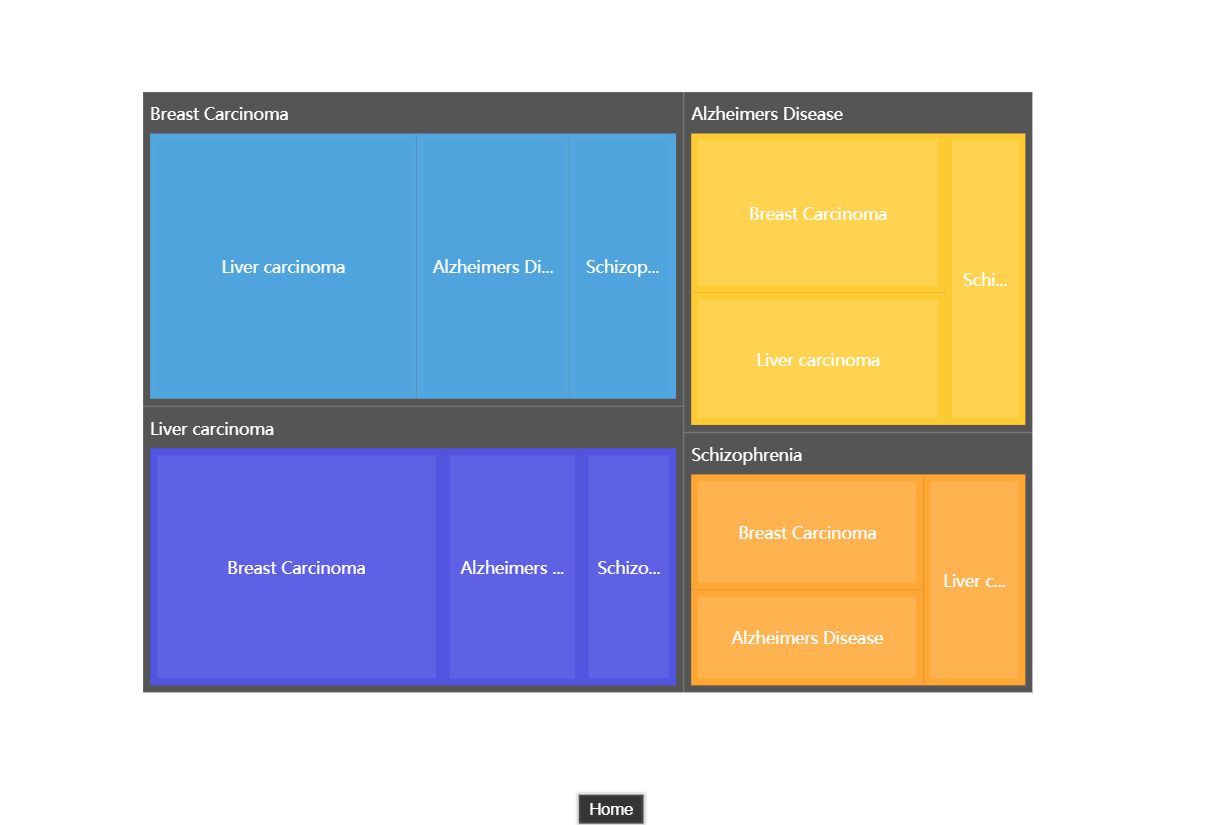 Breast Carcinoma
Liver carcinoma
Alzheimers Di...
Schizop...
Alzheimers Disease
Breast Carcinoma
Liver carcinoma
Schi...
Liver carcinoma
Breast Carcinoma
Alzheimers ...
Schizo...
Schizophrenia
Breast Carcinoma
Alzheimers Disease
Liver c...
Home